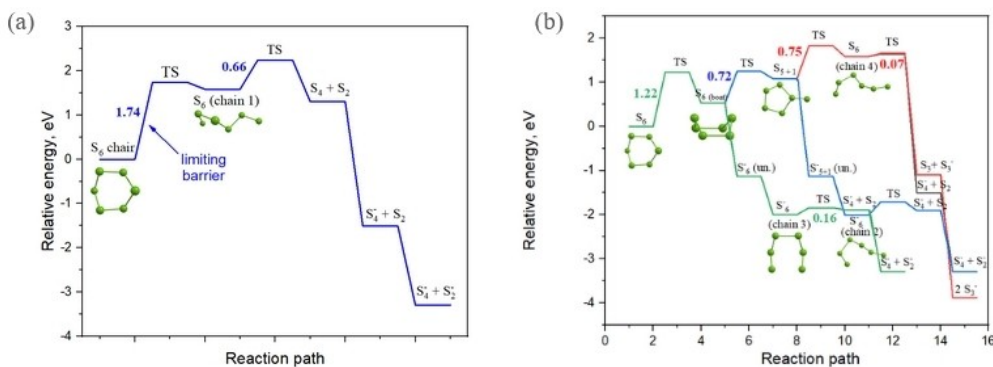 (a)
3
2
1
0
-1
-2
-3
-4
Relative energy, eV
Reaction path
S6 chair
1.74
TS
limiting
barrier
S6 (chain 1)
0.66
TS
S4 + S2
S4⁻ + S2
S4⁻ + S2⁻
(b)
2
1
0
-1
-2
-3
-4
Relative energy, eV
0 2 4 6 8 10 12 14 16
Reaction path
S6
1.22
TS
S6 (boat)
0.72
TS
S5+1
0.75
TS
S6
(chain 4)
TS
0.07
S6⁻ (un.)
S5+1⁻ (un.)
S6⁻
(chain 3)
TS
0.16
S4⁻ + S2
S6⁻
(chain 2)
TS
S4⁻ + S2
S4⁻ + S2⁻
S3 + S3⁻
S4⁻ + S2
S4⁻ + S2⁻
2 S3⁻